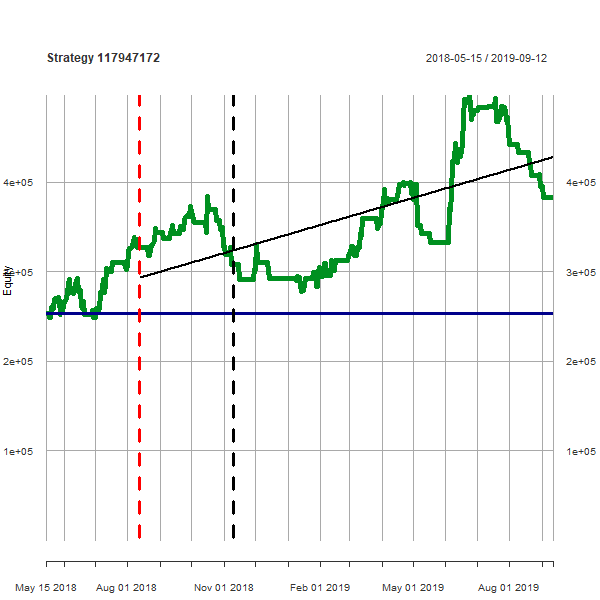 Strategy 117947172
2018-05-15 / 2019-09-12
4e+05
4e+05
3e+05
3e+05
Equity
2e+05
2e+05
1e+05
1e+05
May 15 2018
Aug 01 2018
Nov 01 2018
Feb 01 2019
May 01 2019
Aug 01 2019